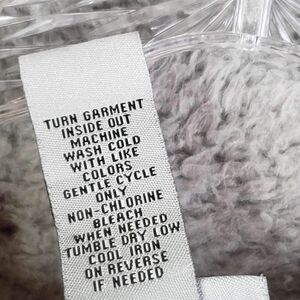 TURN GARMENT
INSIDE OUT
MACHINE
WASH COLD
WITH LIKE
COLORS
GENTLE CYCLE
ONLY
NON-CHLORINE
BLEACH
WHEN NEEDED
TUMBLE DRY LOW
COOL IRON
ON REVERSE
IF NEEDED